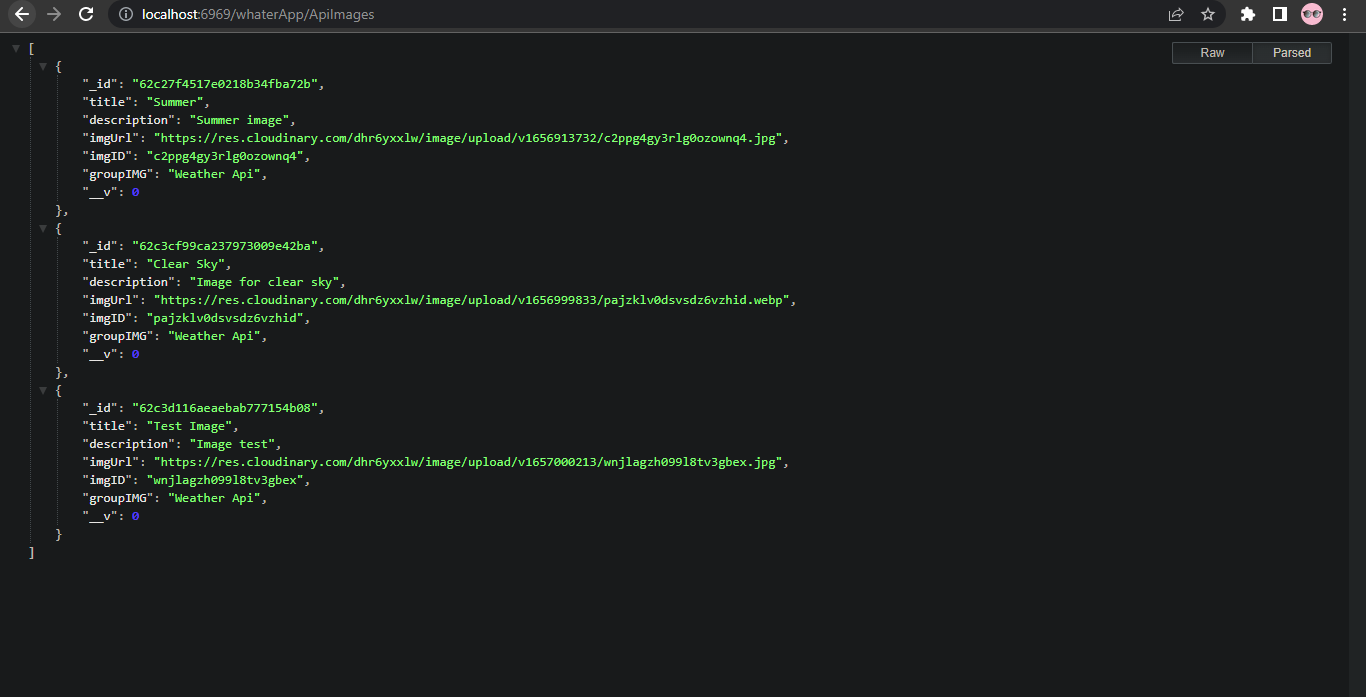 localhost:6969/whaterApp/ApiImages
Raw Parsed
[
{
"_id": "62c27f4517e0218b34fba72b",
"title": "Summer",
"description": "Summer image",
"imgUrl": "https://res.cloudinary.com/dhr6yxxlw/image/upload/v1656913732/c2ppg4gy3rlg0ozownq4.jpg",
"imgID": "c2ppg4gy3rlg0ozownq4",
"groupIMG": "Weather Api",
"__v": 0
},
{
"_id": "62c3cf99ca237973009e42ba",
"title": "Clear Sky",
"description": "Image for clear sky",
"imgUrl": "https://res.cloudinary.com/dhr6yxxlw/image/upload/v1656999833/pajzklv0dsvsdz6vzhid.webp",
"imgID": "pajzklv0dsvsdz6vzhid",
"groupIMG": "Weather Api",
"__v": 0
},
{
"_id": "62c3d116aeaebab777154b08",
"title": "Test Image",
"description": "Image test",
"imgUrl": "https://res.cloudinary.com/dhr6yxxlw/image/upload/v1657000213/wnjlagzh099l8tv3gbex.jpg",
"imgID": "wnjlagzh099l8tv3gbex",
"groupIMG": "Weather Api",
"__v": 0
}
]